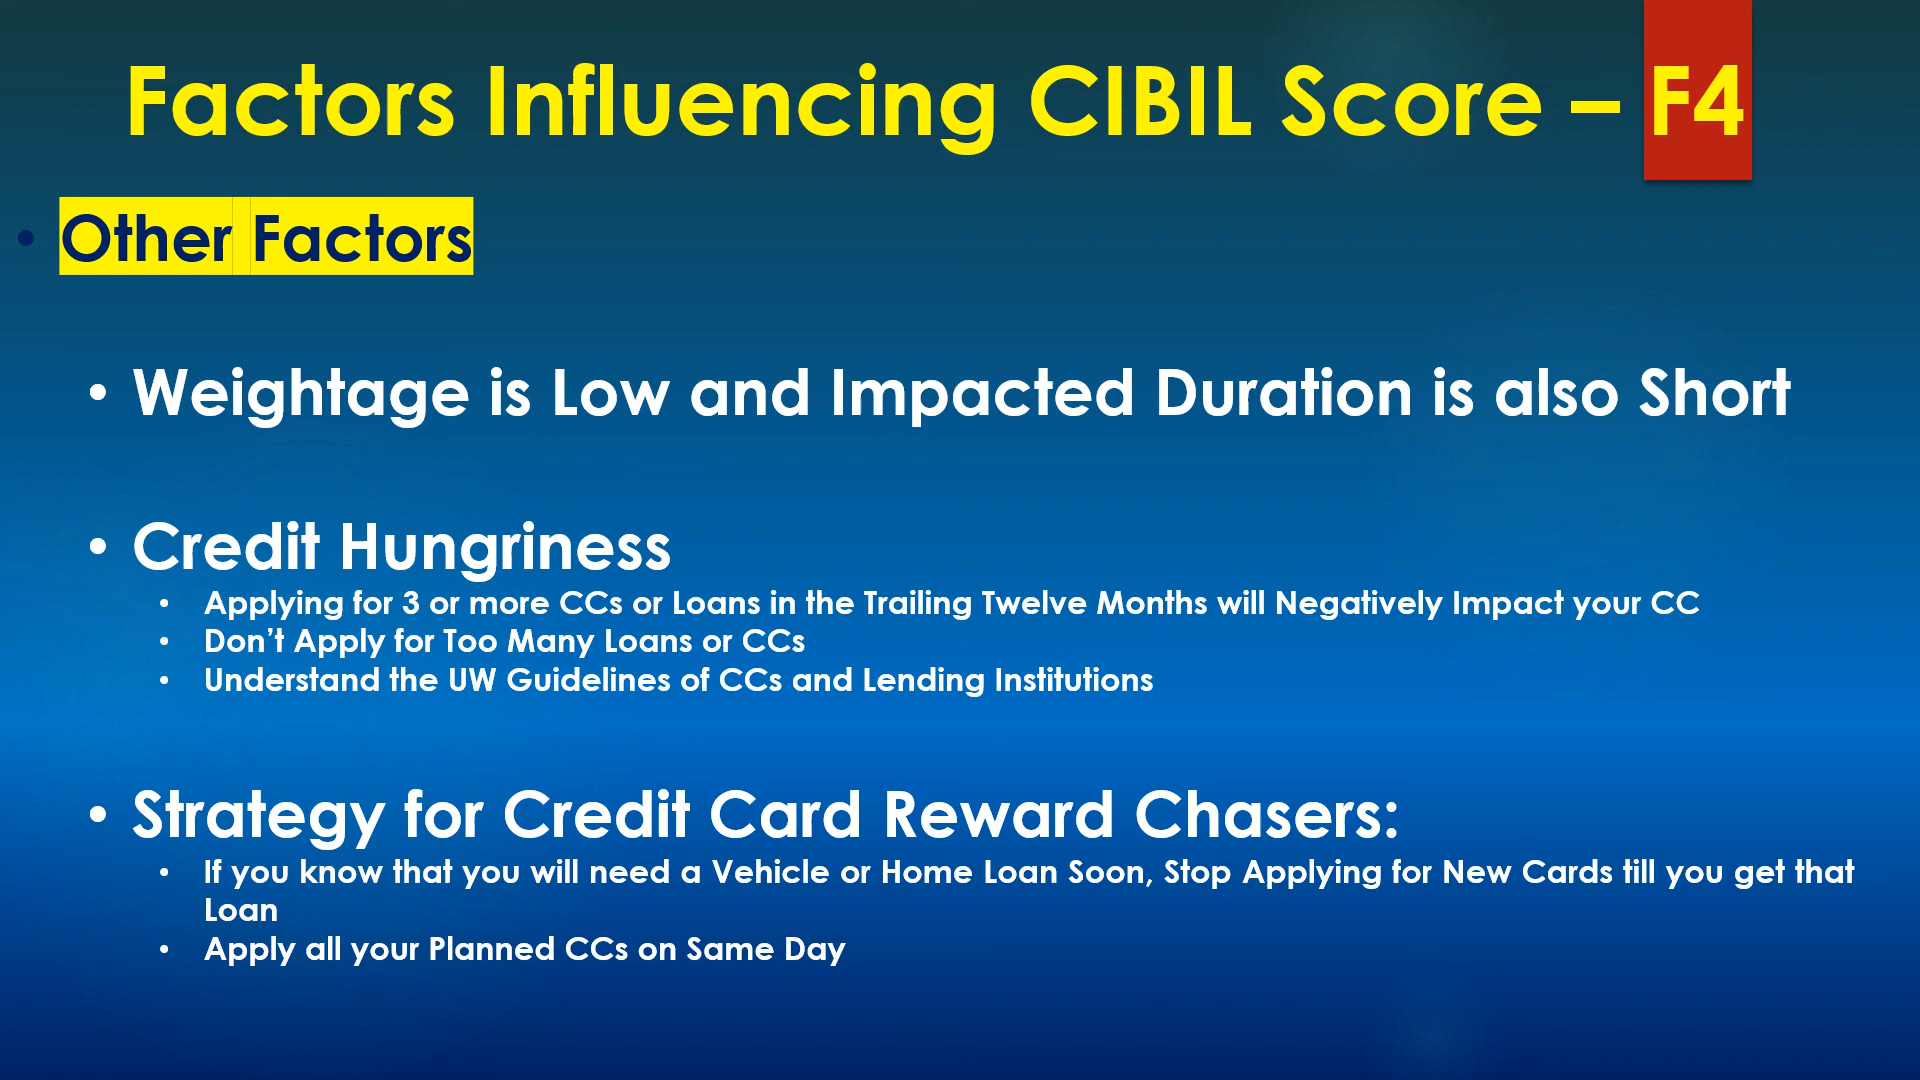 Factors Influencing CIBIL Score – F4
• Other Factors
• Weightage is Low and Impacted Duration is also Short
• Credit Hungriness
• Applying for 3 or more CCs or Loans in the Trailing Twelve Months will Negatively Impact your CC
• Don’t Apply for Too Many Loans or CCs
• Understand the UW Guidelines of CCs and Lending Institutions
• Strategy for Credit Card Reward Chasers:
• If you know that you will need a Vehicle or Home Loan Soon, Stop Applying for New Cards till you get that
Loan
• Apply all your Planned CCs on Same Day